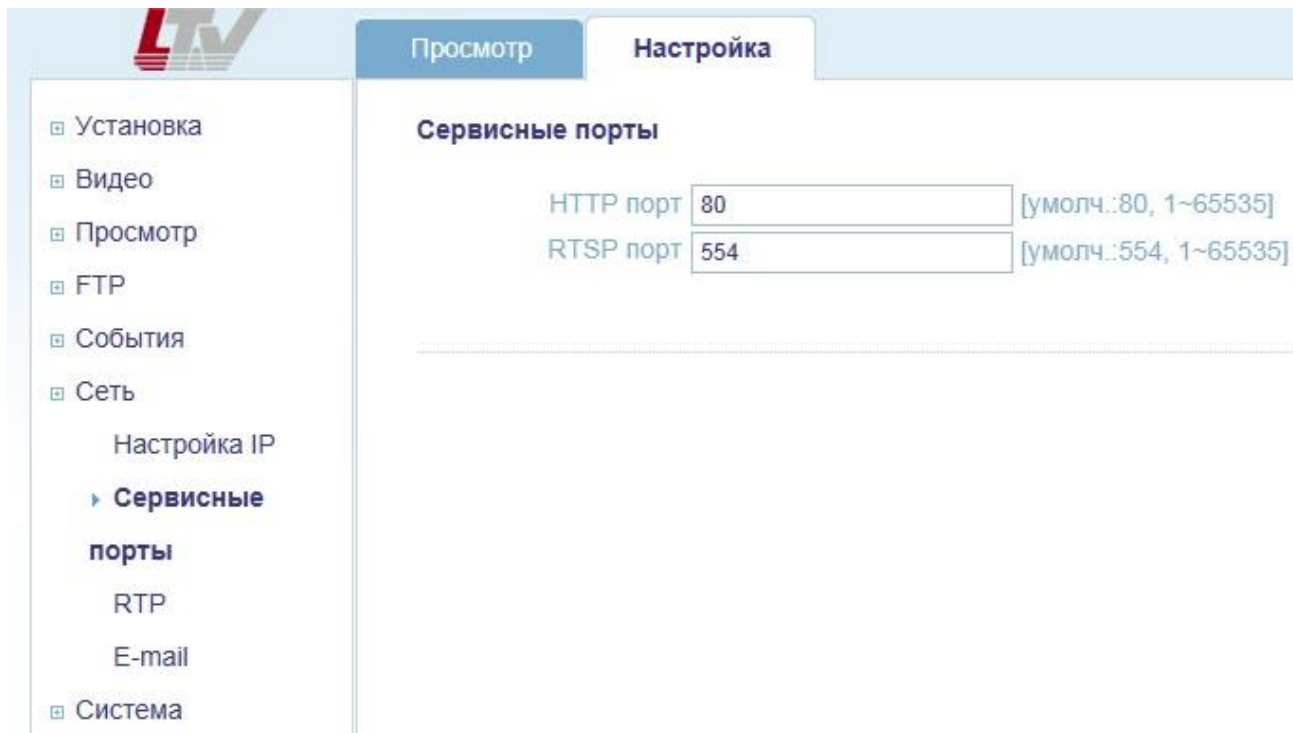 LTV
Просмотр
Настройка
Установка
Видео
Просмотр
FTP
События
Сеть
Настройка IP
Сервисные
порты
RTP
E-mail
Система
Сервисные порты
HTTP порт 80 [умолч.:80, 1~65535]
RTSP порт 554 [умолч.:554, 1~65535]